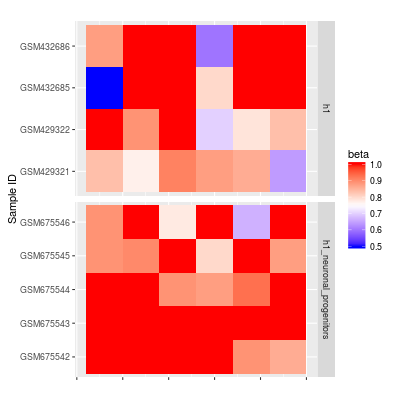 GSM432686
GSM432685
GSM429322
GSM429321
h1
GSM675546
GSM675545
GSM675544
GSM675543
GSM675542
h1_neuronal_progenitors
Sample ID
beta
1.0
0.9
0.8
0.7
0.6
0.5